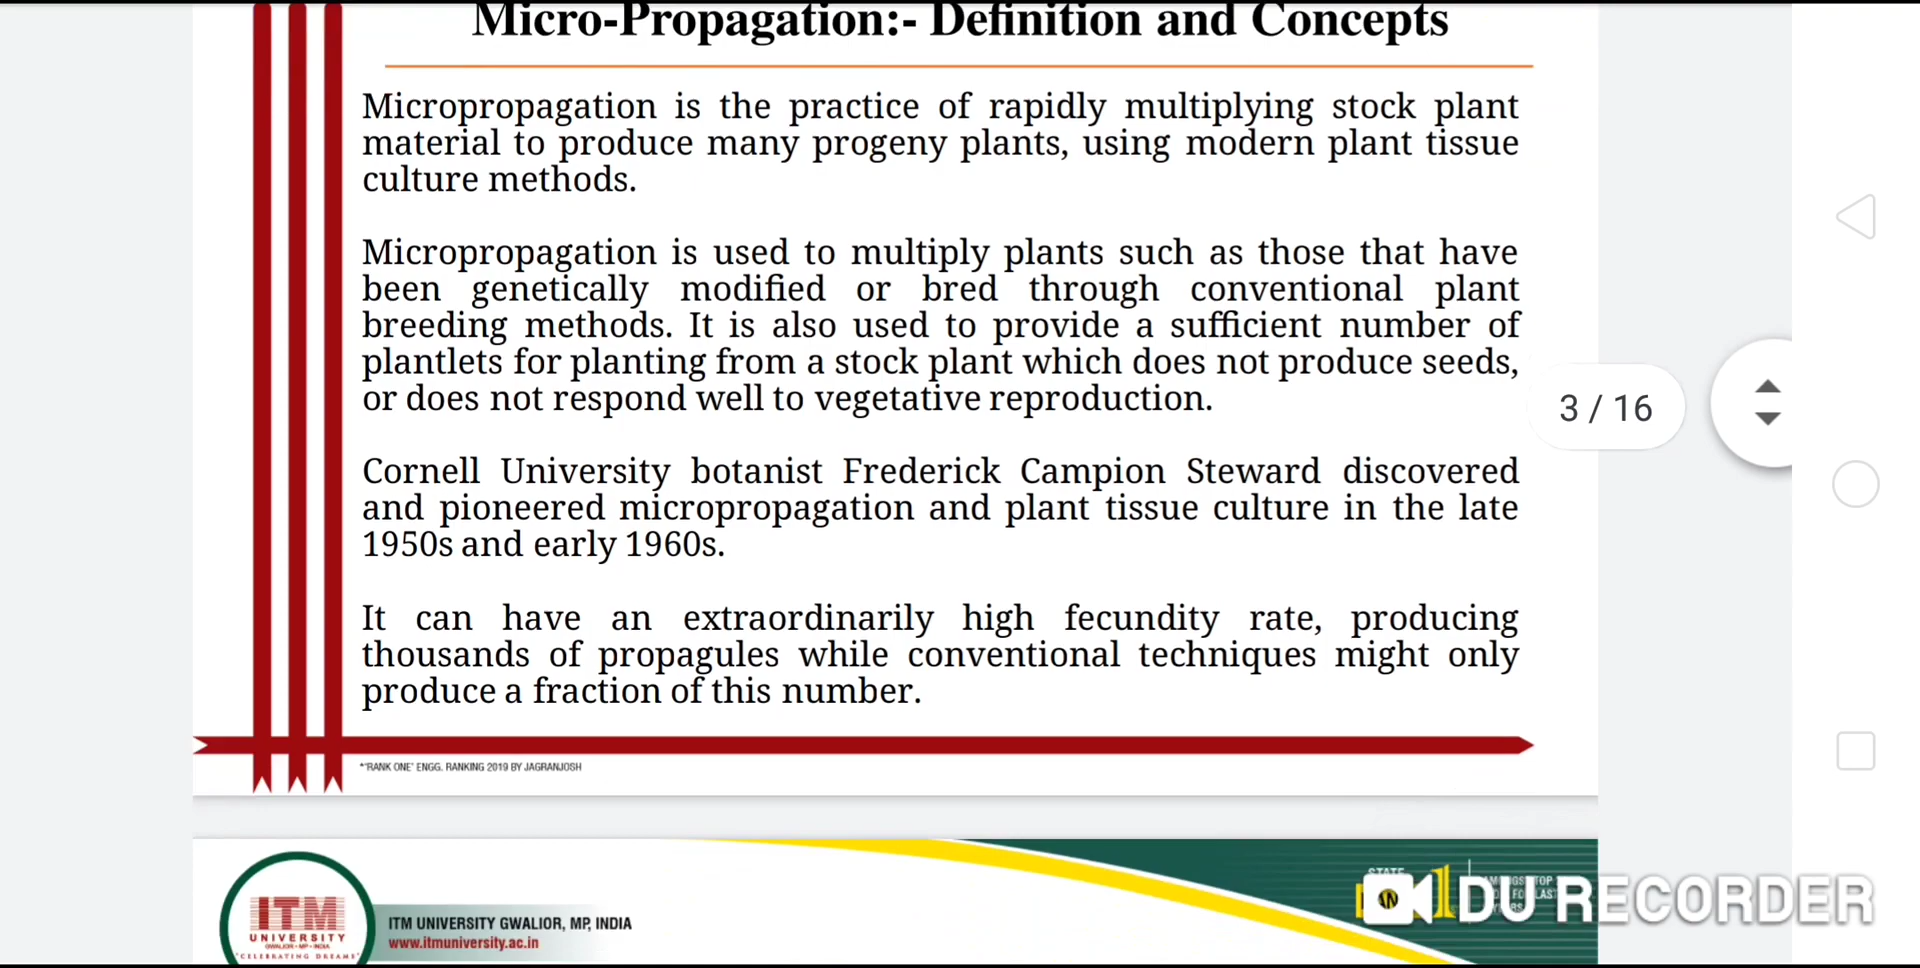 Micro-Propagation:- Definition and Concepts
Micropropagation is the practice of rapidly multiplying stock plant
material to produce many progeny plants, using modern plant tissue
culture methods.
Micropropagation is used to multiply plants such as those that have
been genetically modified or bred through conventional plant
breeding methods. It is also used to provide a sufficient number of
plantlets for planting from a stock plant which does not produce seeds,
or does not respond well to vegetative reproduction.
3 / 16
Cornell University botanist Frederick Campion Steward discovered
and pioneered micropropagation and plant tissue culture in the late
1950s and early 1960s.
It can have an extraordinarily high fecundity rate, producing
thousands of propagules while conventional techniques might only
produce a fraction of this number.
*'RANK ONE' ENGG. RANKING 2019 BY JAGRANJOSH
ITM
UNIVERSITY
GWALIOR • MP • INDIA
"CELEBRATING DREAMS"
ITM UNIVERSITY GWALIOR, MP, INDIA
www.itmuniversity.ac.in
STATE
DU RECORDER